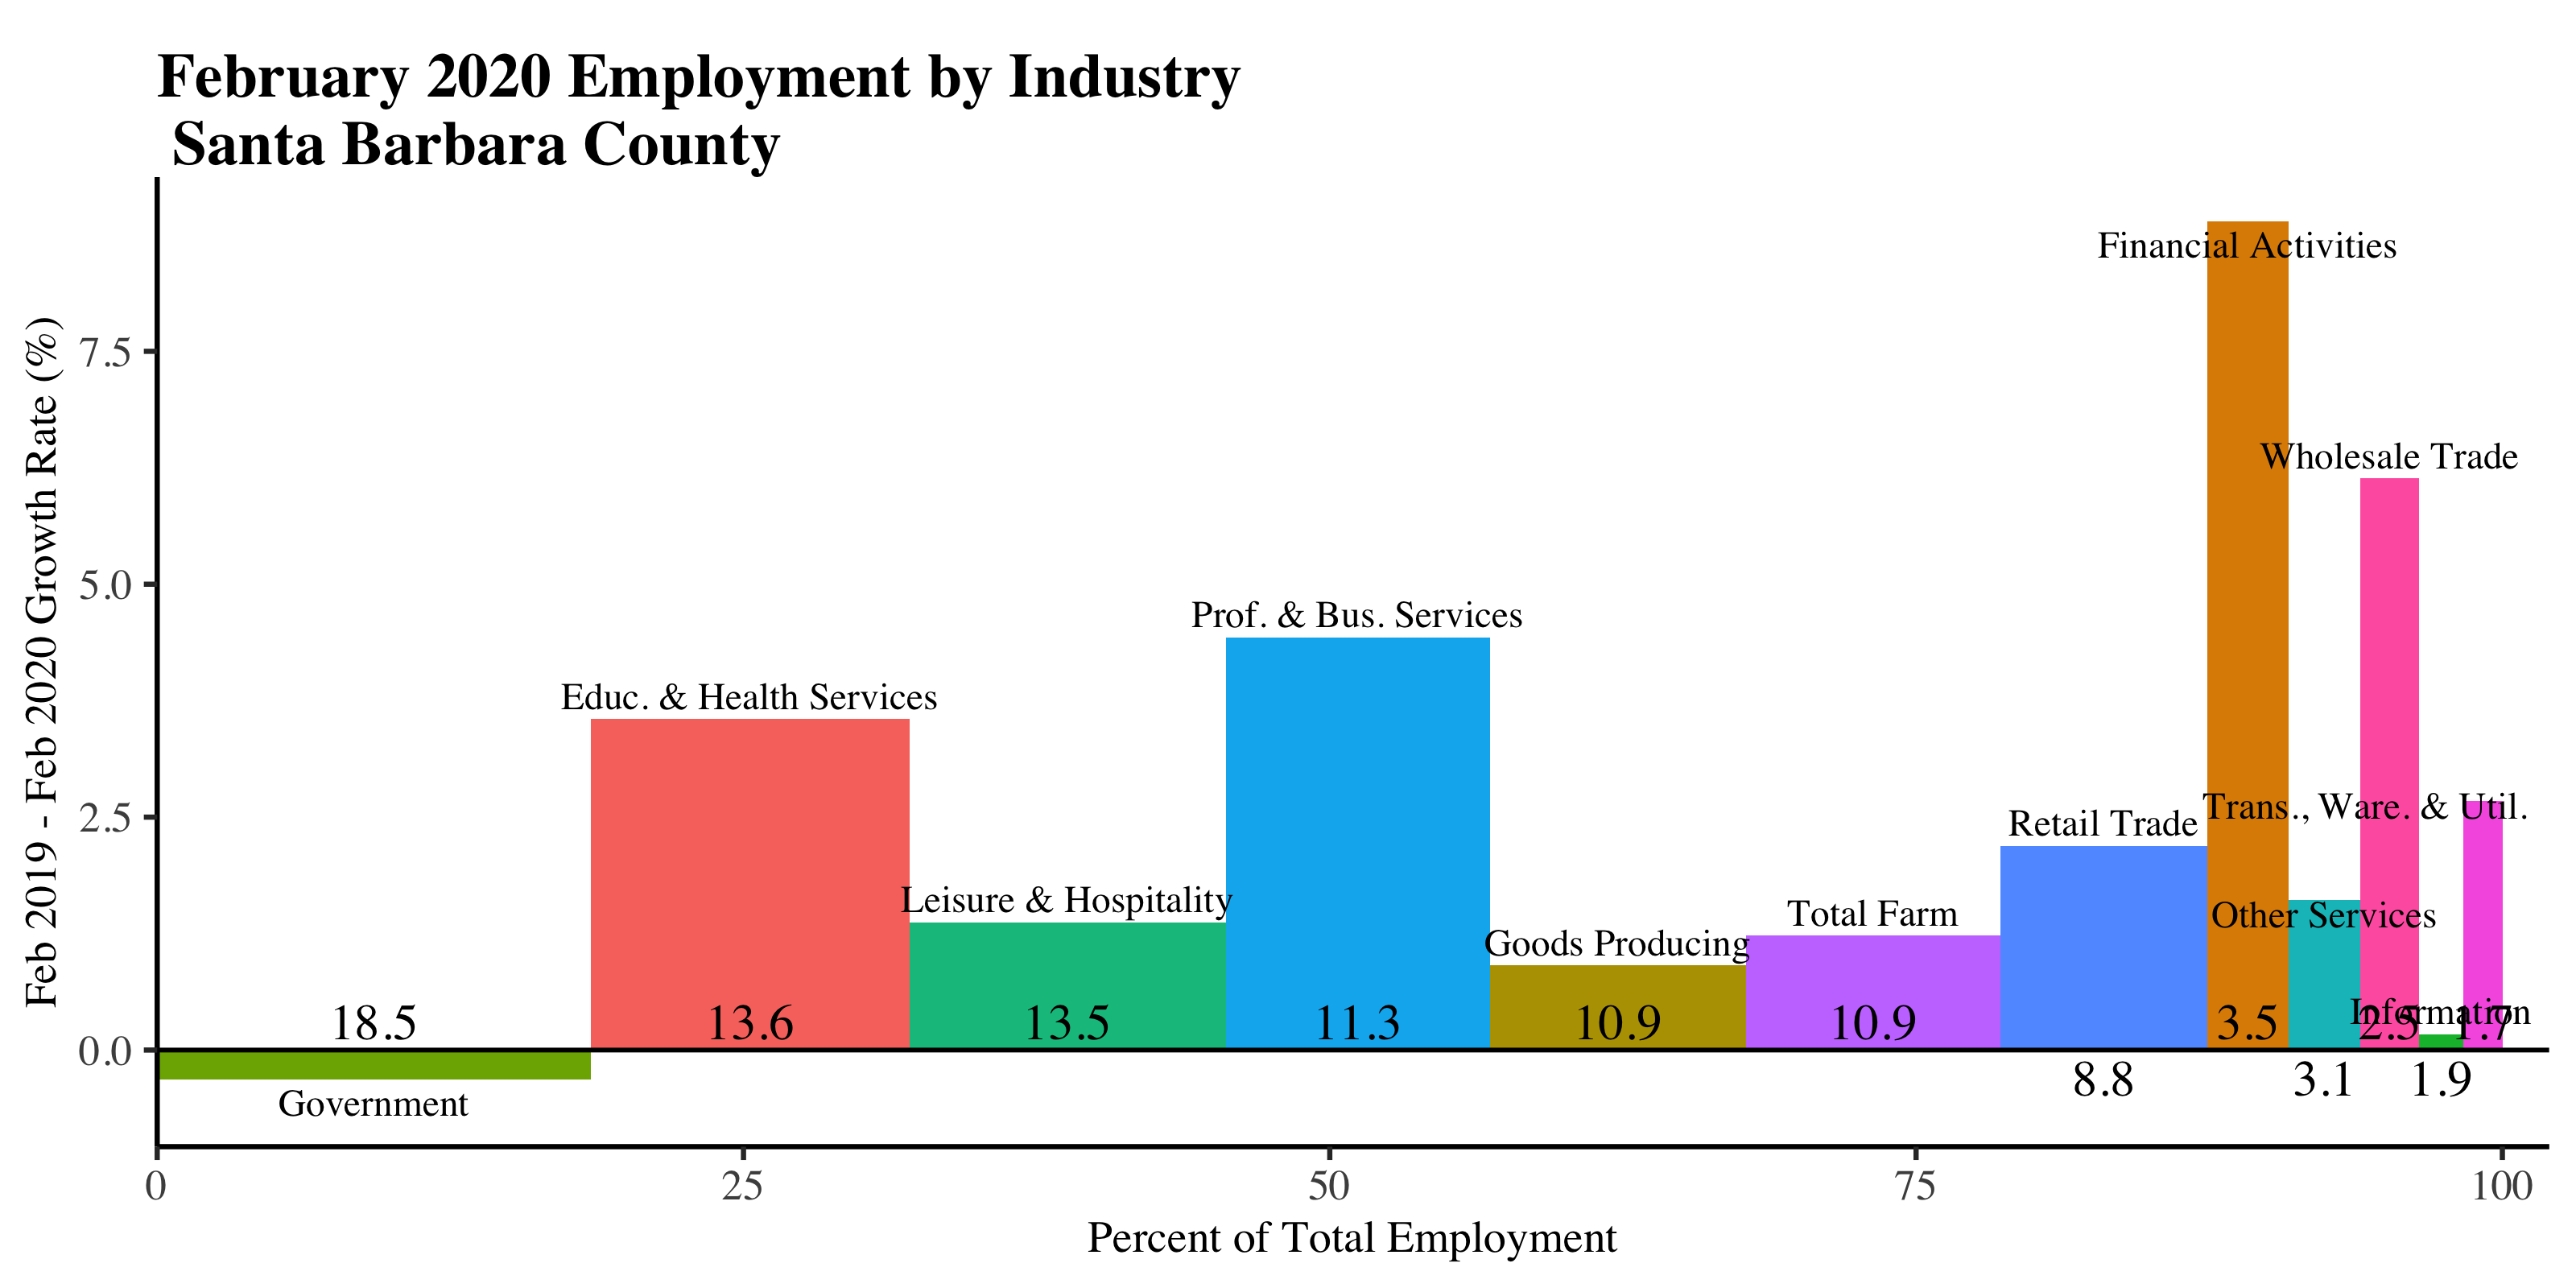 February 2020 Employment by Industry
Santa Barbara County
Feb 2019 - Feb 2020 Growth Rate (%)
7.5
5.0
2.5
0.0
Financial Activities
Wholesale Trade
Prof. & Bus. Services
Educ. & Health Services
Trans., Ware. & Util.
Retail Trade
Leisure & Hospitality
Total Farm
Other Services
Goods Producing
Information
18.5 13.6 13.5 11.3 10.9 10.9 3.5 2.5 1.7
8.8 3.1 1.9
Government
0 25 50 75 100
Percent of Total Employment